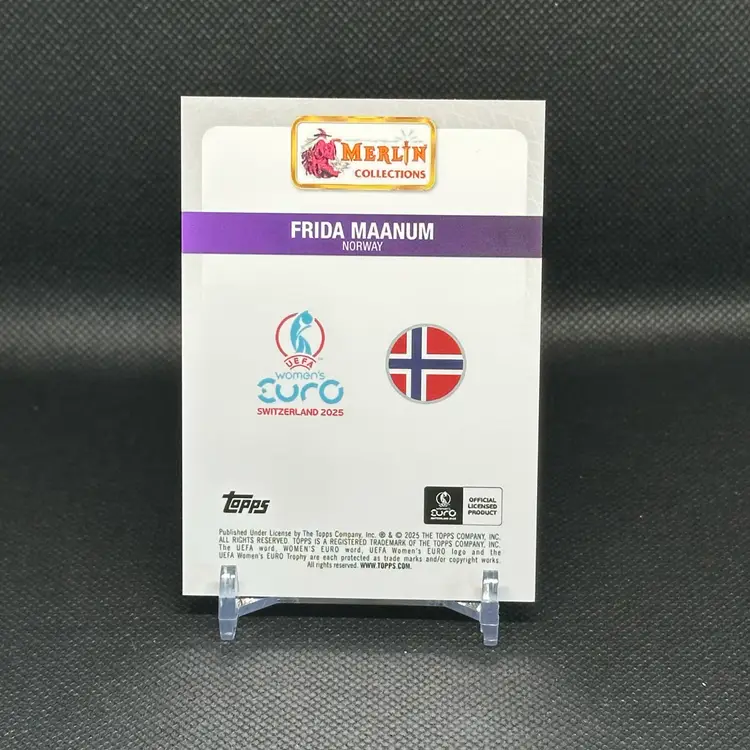 MERLIN
COLLECTIONS
FRIDA MAANUM
NORWAY
UEFA
women's
EURO
SWITZERLAND 2025
topps
EURO
SWITZERLAND 2025
OFFICIAL
LICENSED
PRODUCT
Published Under License by The Topps Company, Inc. ® & © 2025 THE TOPPS COMPANY, INC.
ALL RIGHTS RESERVED. TOPPS IS A REGISTERED TRADEMARK OF THE TOPPS COMPANY, INC.
The UEFA word, WOMEN'S EURO word, UEFA Women's EURO logo and the
UEFA Women's EURO Trophy are each protected as trade marks and/or copyright works.
All rights reserved. WWW.TOPPS.COM.